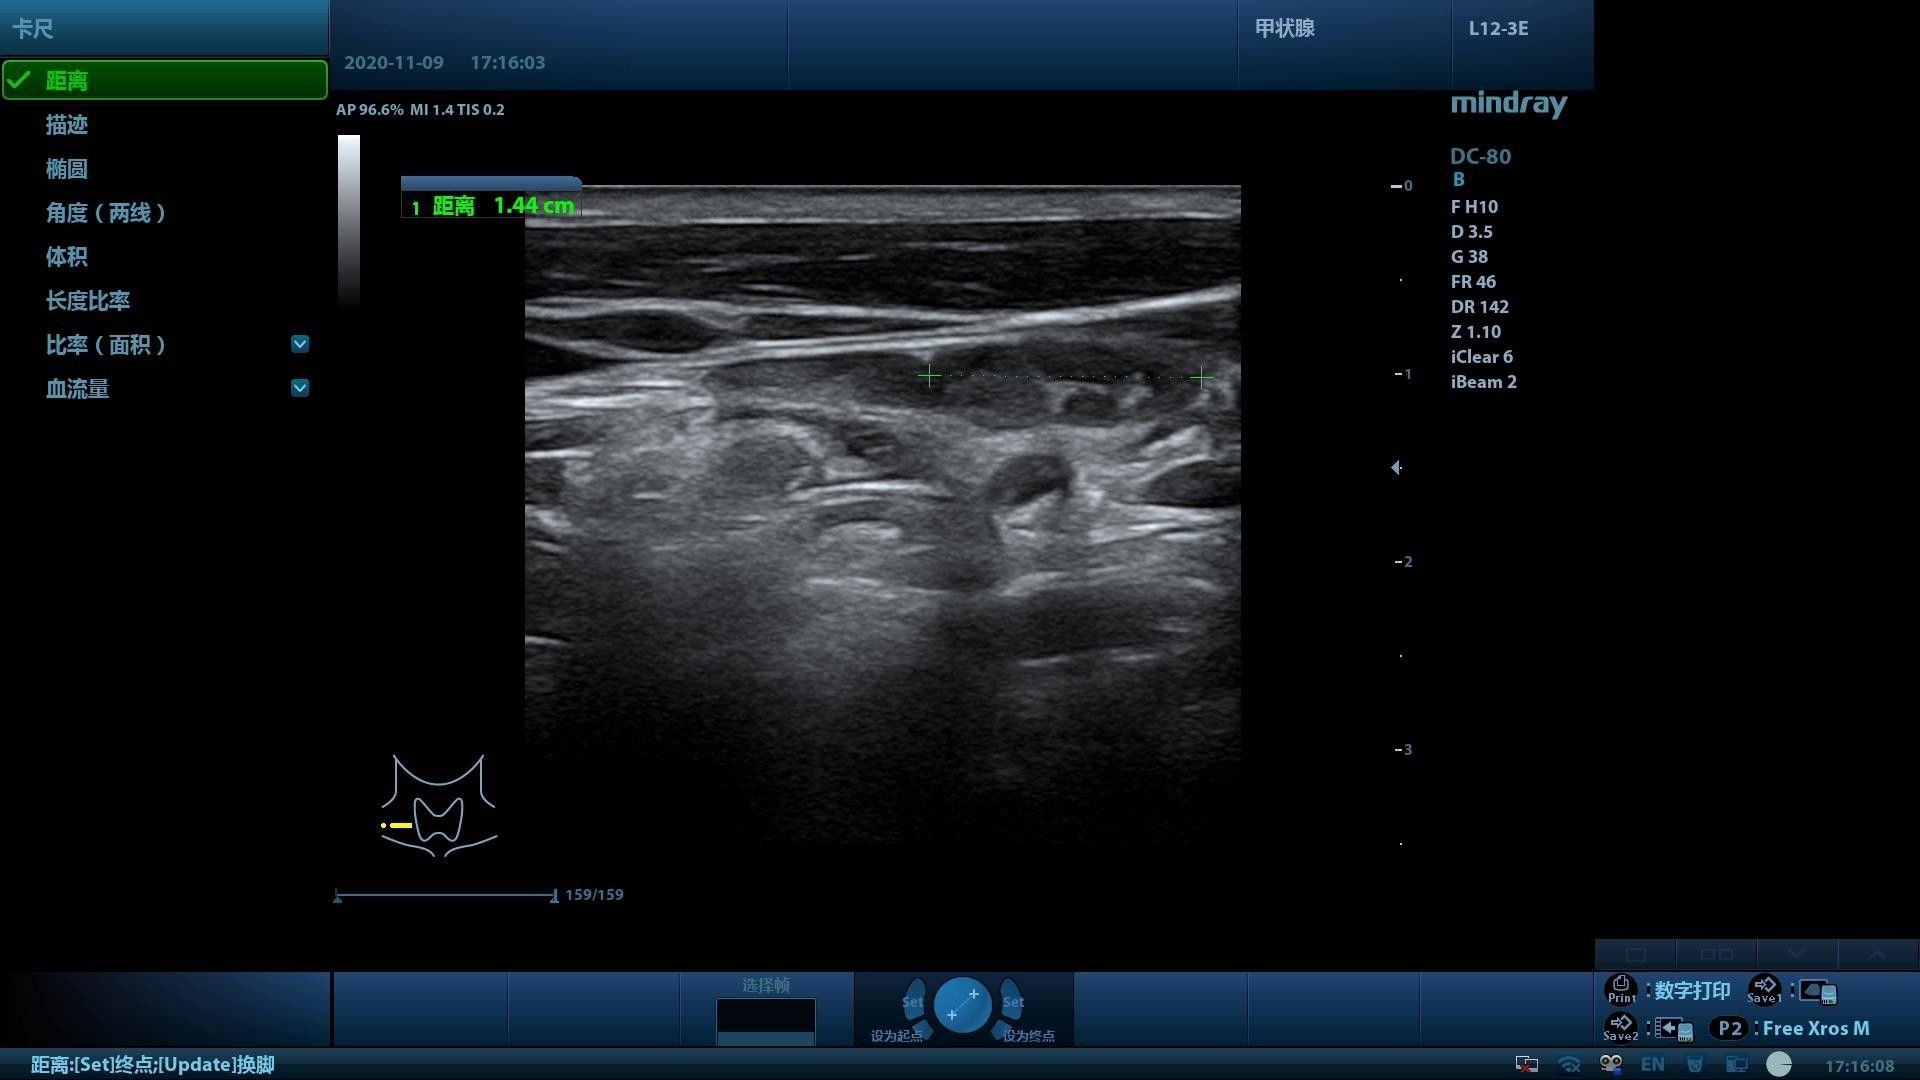 卡尺
甲状腺
L12-3E
2020-11-09 17:16:03
距离
描迹
椭圆
角度（两线）
体积
长度比率
比率（面积）
血流量
AP 96.6% MI 1.4 TIS 0.2
1 距离 1.44 cm
mindray
DC-80
B
F H10
D 3.5
G 38
FR 46
DR 142
Z 1.10
iClear 6
iBeam 2
0
1
2
3
159/159
选择帧
Set
Set
设为起点
设为终点
Print : 数字打印 Save1 :
Save2 : P2 : Free Xros M
距离:[Set]终点;[Update]换脚
EN
17:16:08